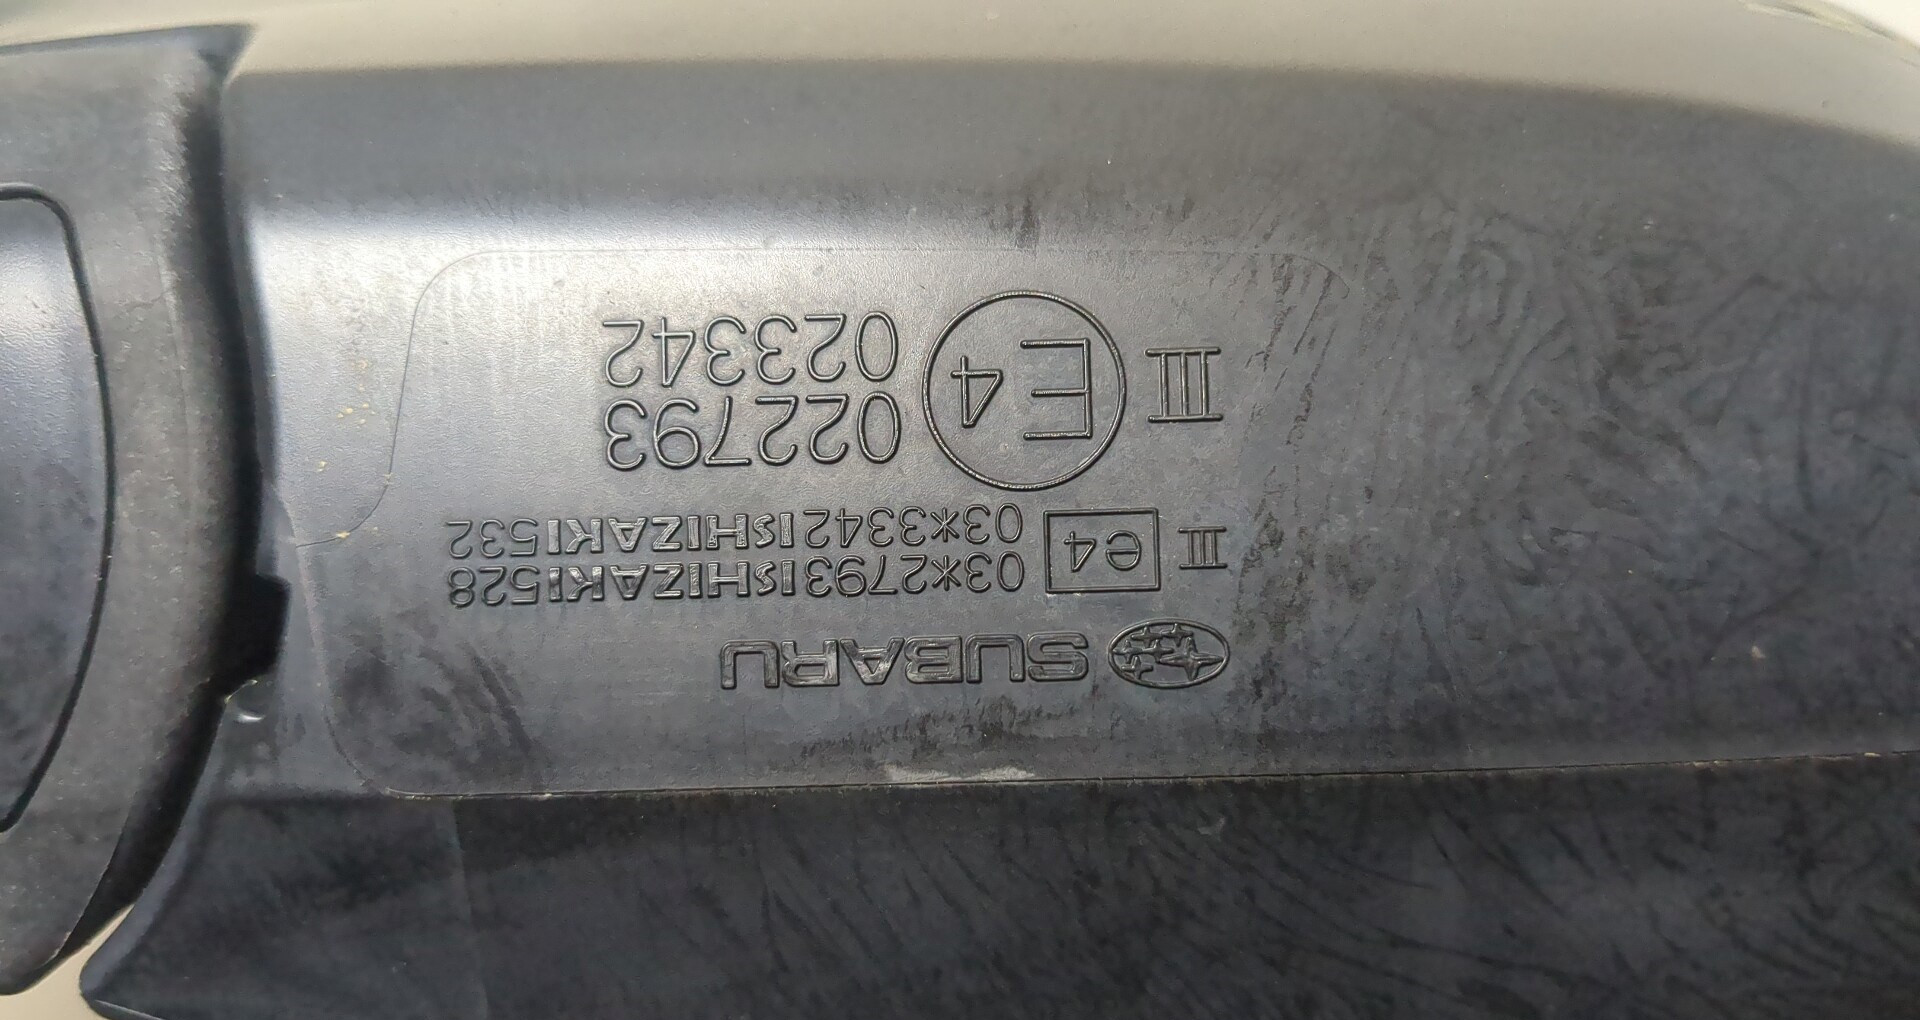 SUBARU
III e4 03*2793ISHIZAKI528
03*3342ISHIZAKI532
III E4 022793
023342